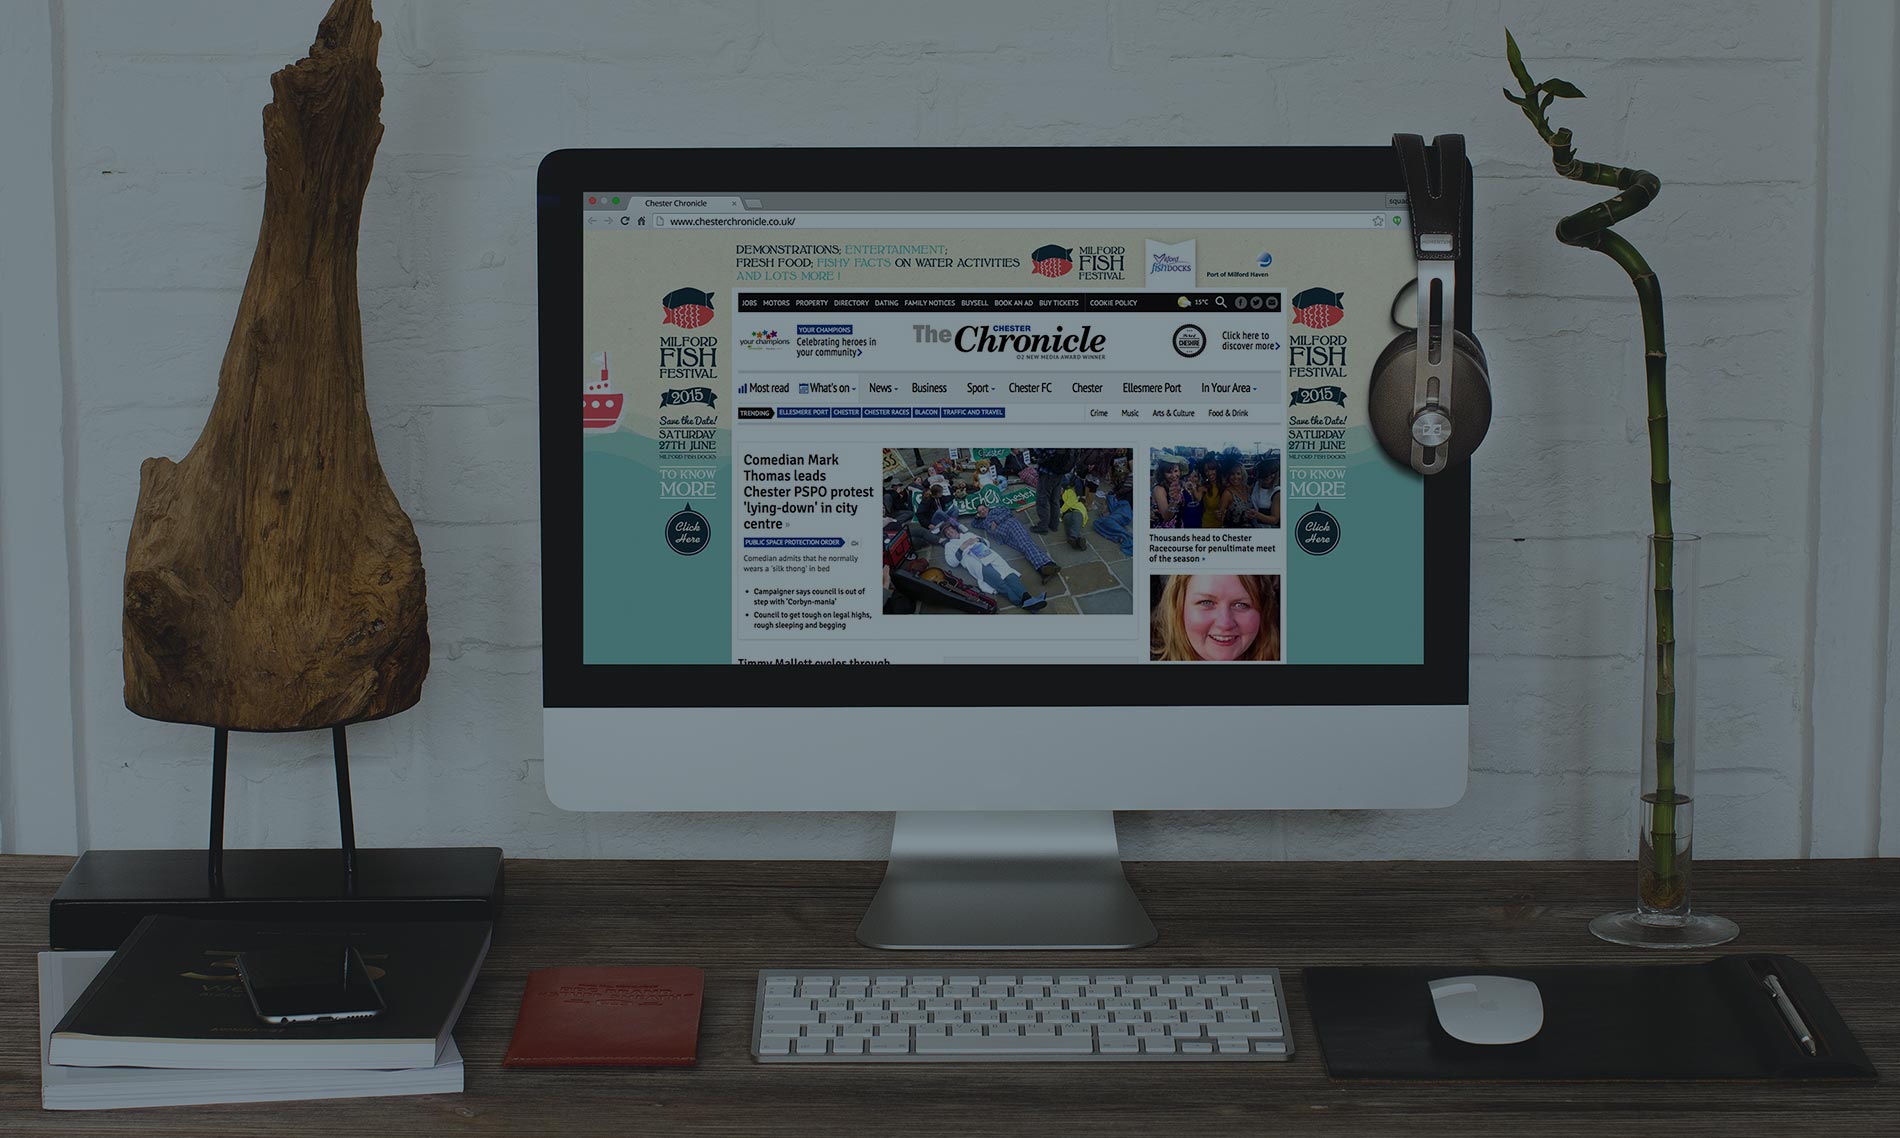 Chester Chronicle
squa
www.chesterchronicle.co.uk/
DEMONSTRATIONS; ENTERTAINMENT;
FRESH FOOD; FISHY FACTS ON WATER ACTIVITIES
AND LOTS MORE !
MILFORD
FISH
FESTIVAL
Milford
fishDOCKS
Port of Milford Haven
MILFORD
FISH
FESTIVAL
2015
Save the Date!
SATURDAY
27TH JUNE
MILFORD FISH DOCKS
TO KNOW
MORE
Click
Here
JOBS MOTORS PROPERTY DIRECTORY DATING FAMILY NOTICES BUYSELL BOOK AN AD BUY TICKETS COOKIE POLICY 15°C
your champions
YOUR CHAMPIONS
Celebrating heroes in
your community
The CHESTER
Chronicle
O2 NEW MEDIA AWARD WINNER
CHESHIRE
Click here to
discover more
Most read What's on News Business Sport Chester FC Chester Ellesmere Port In Your Area
TRENDING ELLESMERE PORT CHESTER CHESTER RACES BLACON TRAFFIC AND TRAVEL
Crime Music Arts & Culture Food & Drink
Comedian Mark
Thomas leads
Chester PSPO protest
'lying-down' in city
centre »
PUBLIC SPACE PROTECTION ORDER
Comedian admits that he normally
wears a 'silk thong' in bed
• Campaigner says council is out of
step with 'Corbyn-mania'
• Council to get tough on legal highs,
rough sleeping and begging
Timmy Mallett cycles through
Thousands head to Chester
Racecourse for penultimate meet
of the season »
MILFORD
FISH
FESTIVAL
2015
Save the Date!
SATURDAY
27TH JUNE
MILFORD FISH DOCKS
TO KNOW
MORE
Click
Here
MOMENTUM